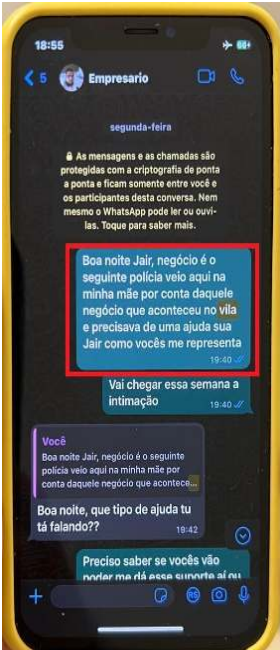 18:55
5 Empresario
segunda-feira
As mensagens e as chamadas são
protegidas com a criptografia de ponta
a ponta e ficam somente entre você e
os participantes desta conversa. Nem
mesmo o WhatsApp pode ler ou ouvi-
las. Toque para saber mais.
Boa noite Jair, negócio é o
seguinte polícia veio aqui na
minha mãe por conta daquele
negócio que aconteceu no vila
e precisava de uma ajuda sua
Jair como vocês me representa
19:40
Vai chegar essa semana a
intimação
19:40
Você
Boa noite Jair, negócio é o seguinte
polícia veio aqui na minha mãe por
conta daquele negócio que acontece...
Boa noite, que tipo de ajuda tu
tá falando??
19:42
Preciso saber se vocês vão
poder me dá esse suporte aí ou